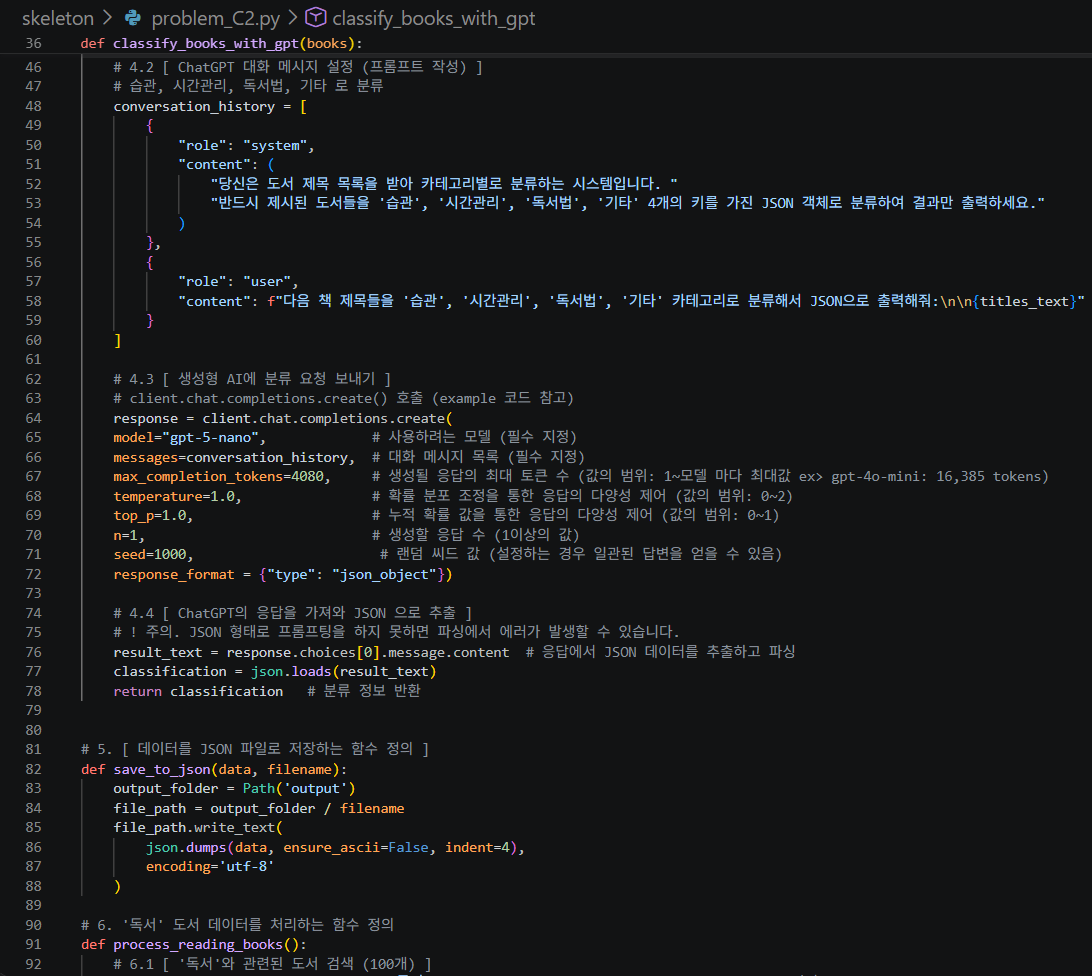 skeleton > problem_C2.py > classify_books_with_gpt
36 def classify_books_with_gpt(books):
46 # 4.2 [ ChatGPT 대화 메시지 설정 (프롬프트 작성) ]
47 # 습관, 시간관리, 독서법, 기타 로 분류
48 conversation_history = [
49 {
50 "role": "system",
51 "content": (
52 "당신은 도서 제목 목록을 받아 카테고리별로 분류하는 시스템입니다. "
53 "반드시 제시된 도서들을 '습관', '시간관리', '독서법', '기타' 4개의 키를 가진 JSON 객체로 분류하여 결과만 출력하세요."
54 )
55 },
56 {
57 "role": "user",
58 "content": f"다음 책 제목들을 '습관', '시간관리', '독서법', '기타' 카테고리로 분류해서 JSON으로 출력해줘:\n\n{titles_text}"
59 }
60 ]
61
62 # 4.3 [ 생성형 AI에 분류 요청 보내기 ]
63 # client.chat.completions.create() 호출 (example 코드 참고)
64 response = client.chat.completions.create(
65 model="gpt-5-nano", # 사용하려는 모델 (필수 지정)
66 messages=conversation_history, # 대화 메시지 목록 (필수 지정)
67 max_completion_tokens=4080, # 생성될 응답의 최대 토큰 수 (값의 범위: 1~모델 마다 최대값 ex> gpt-4o-mini: 16,385 tokens)
68 temperature=1.0, # 확률 분포 조정을 통한 응답의 다양성 제어 (값의 범위: 0~2)
69 top_p=1.0, # 누적 확률 값을 통한 응답의 다양성 제어 (값의 범위: 0~1)
70 n=1, # 생성할 응답 수 (1이상의 값)
71 seed=1000, # 랜덤 씨드 값 (설정하는 경우 일관된 답변을 얻을 수 있음)
72 response_format = {"type": "json_object"})
73
74 # 4.4 [ ChatGPT의 응답을 가져와 JSON 으로 추출 ]
75 # ! 주의. JSON 형태로 프롬프팅을 하지 못하면 파싱에서 에러가 발생할 수 있습니다.
76 result_text = response.choices[0].message.content # 응답에서 JSON 데이터를 추출하고 파싱
77 classification = json.loads(result_text)
78 return classification # 분류 정보 반환
79
80
81 # 5. [ 데이터를 JSON 파일로 저장하는 함수 정의 ]
82 def save_to_json(data, filename):
83 output_folder = Path('output')
84 file_path = output_folder / filename
85 file_path.write_text(
86 json.dumps(data, ensure_ascii=False, indent=4),
87 encoding='utf-8'
88 )
89
90 # 6. '독서' 도서 데이터를 처리하는 함수 정의
91 def process_reading_books():
92 # 6.1 [ '독서'와 관련된 도서 검색 (100개) ]